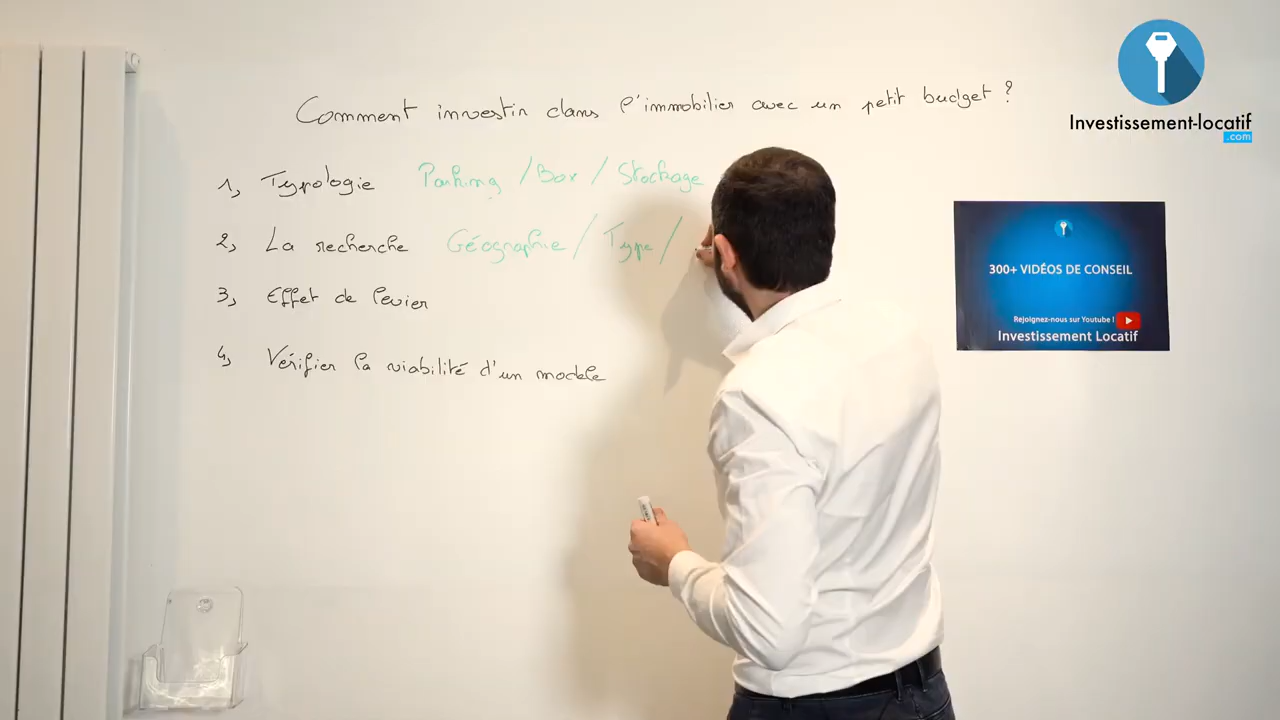 Comment investir dans l'immobilier avec un petit budget ?
1, Typologie Parking / Box / Stockage
2, La recherche Géographie / Type /
3, Effet de levier
4, Vérifier la viabilité d'un modele
Investissement-locatif
.com
300+ VIDÉOS DE CONSEIL
Rejoignez-nous sur Youtube !
Investissement Locatif